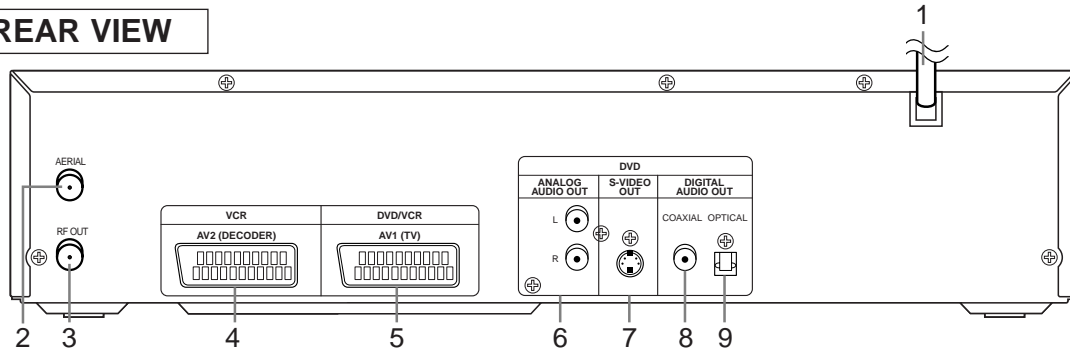 REAR VIEW
1
AERIAL
RF OUT
VCR
AV2 (DECODER)
DVD/VCR
AV1 (TV)
DVD
ANALOG
AUDIO OUT
L
R
S-VIDEO
OUT
DIGITAL
AUDIO OUT
COAXIAL OPTICAL
2 3 4 5 6 7 8 9